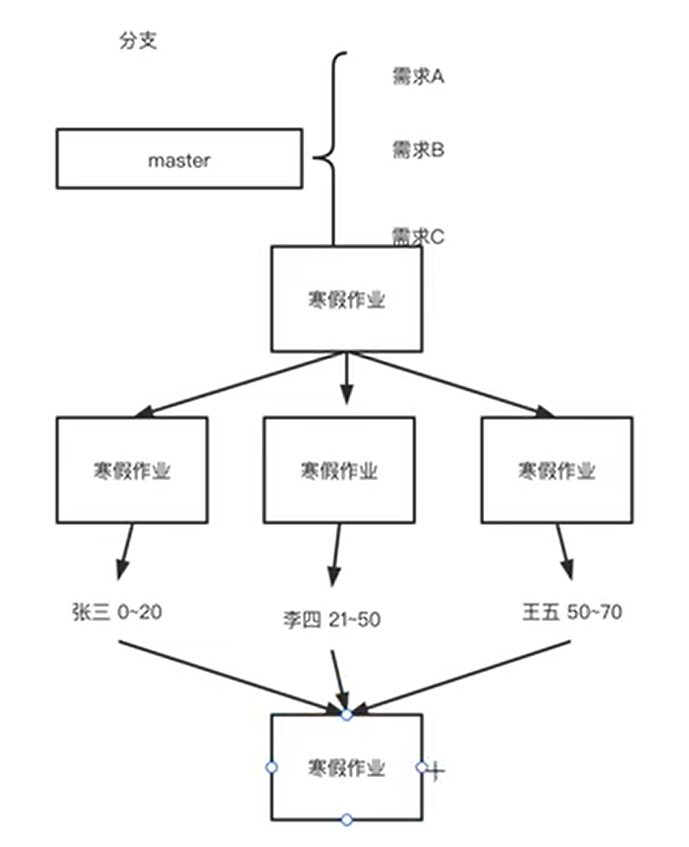 分支
需求A
需求B
master
需求C
寒假作业
寒假作业
寒假作业
寒假作业
张三 0~20
李四 21~50
王五 50~70
寒假作业